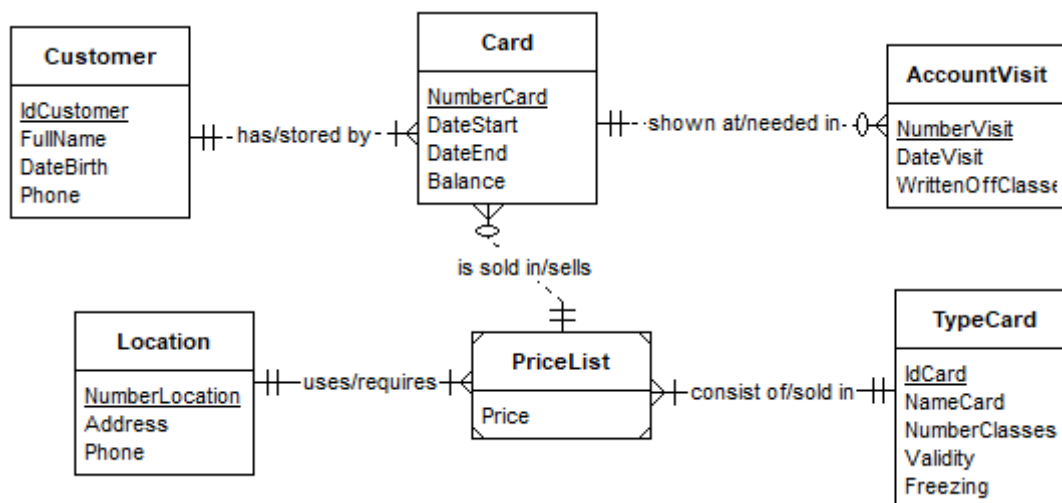 Customer
IdCustomer
FullName
DateBirth
Phone
has/stored by
Card
NumberCard
DateStart
DateEnd
Balance
shown at/needed in
AccountVisit
NumberVisit
DateVisit
WrittenOffClasse
is sold in/sells
Location
NumberLocation
Address
Phone
uses/requires
PriceList
Price
consist of/sold in
TypeCard
IdCard
NameCard
NumberClasses
Validity
Freezing